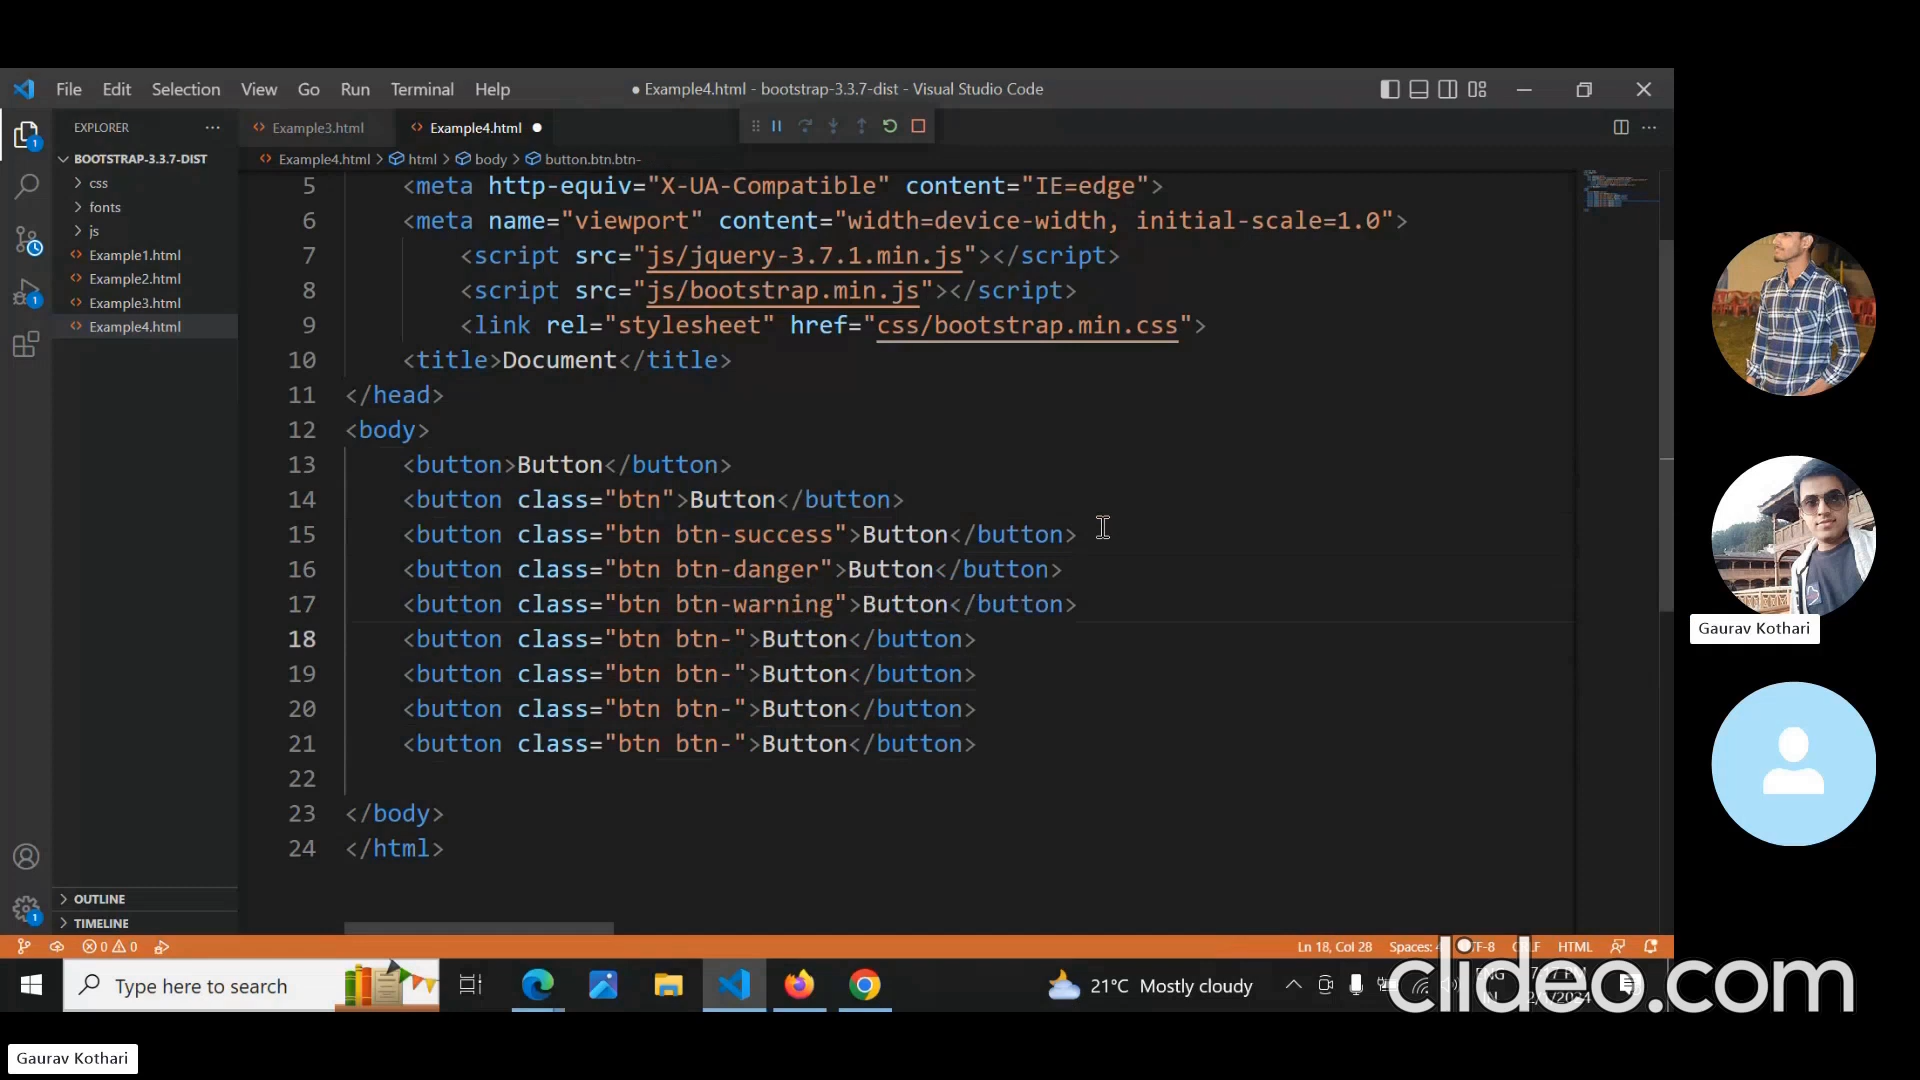 File Edit Selection View Go Run Terminal Help
● Example4.html - bootstrap-3.3.7-dist - Visual Studio Code
EXPLORER
Example3.html
Example4.html
BOOTSTRAP-3.3.7-DIST
css
fonts
js
Example1.html
Example2.html
Example3.html
Example4.html
OUTLINE
TIMELINE
Example4.html > html > body > button.btn.btn-
5 <meta http-equiv="X-UA-Compatible" content="IE=edge">
6 <meta name="viewport" content="width=device-width, initial-scale=1.0">
7 <script src="js/jquery-3.7.1.min.js"></script>
8 <script src="js/bootstrap.min.js"></script>
9 <link rel="stylesheet" href="css/bootstrap.min.css">
10 <title>Document</title>
11 </head>
12 <body>
13 <button>Button</button>
14 <button class="btn">Button</button>
15 <button class="btn btn-success">Button</button>
16 <button class="btn btn-danger">Button</button>
17 <button class="btn btn-warning">Button</button>
18 <button class="btn btn-">Button</button>
19 <button class="btn btn-">Button</button>
20 <button class="btn btn-">Button</button>
21 <button class="btn btn-">Button</button>
22
23 </body>
24 </html>
1
1
1
0 0
Ln 18, Col 28 HTML
Type here to search
21°C Mostly cloudy
ENG
clideo.com
Gaurav Kothari
Gaurav Kothari